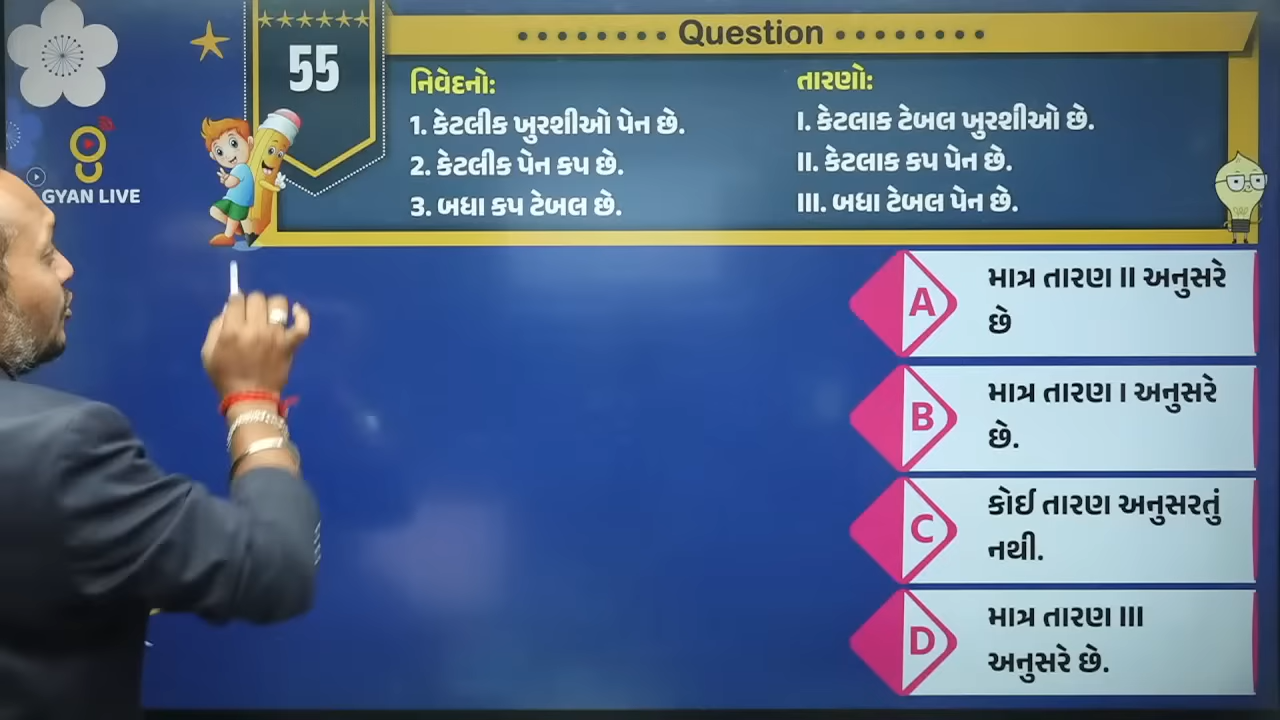 55
Question
નિવેદનો:
1. કેટલીક ખુરશીઓ પેન છે.
2. કેટલીક પેન કપ છે.
3. બધા કપ ટેબલ છે.
તારણો:
I. કેટલાક ટેબલ ખુરશીઓ છે.
II. કેટલાક કપ પેન છે.
III. બધા ટેબલ પેન છે.
GYAN LIVE
A
માત્ર તારણ II અનુસરે
છે
B
માત્ર તારણ I અનુસરે
છે.
C
કોઈ તારણ અનુસરતું
નથી.
D
માત્ર તારણ III
અનુસરે છે.